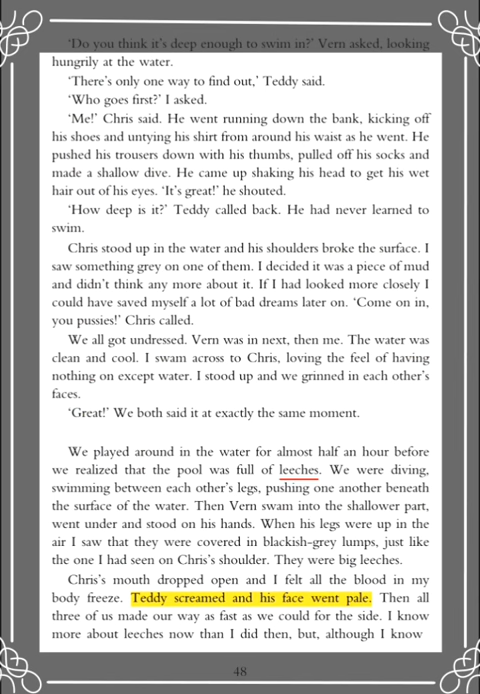 ‘Do you think it’s deep enough to swim in?’ Vern asked, looking
hungrily at the water.
‘There’s only one way to find out,’ Teddy said.
‘Who goes first?’ I asked.
‘Me!’ Chris said. He went running down the bank, kicking off
his shoes and untying his shirt from around his waist as he went. He
pushed his trousers down with his thumbs, pulled off his socks and
made a shallow dive. He came up shaking his head to get his wet
hair out of his eyes. ‘It’s great!’ he shouted.
‘How deep is it?’ Teddy called back. He had never learned to
swim.
Chris stood up in the water and his shoulders broke the surface. I
saw something grey on one of them. I decided it was a piece of mud
and didn’t think any more about it. If I had looked more closely I
could have saved myself a lot of bad dreams later on. ‘Come on in,
you pussies!’ Chris called.
We all got undressed. Vern was in next, then me. The water was
clean and cool. I swam across to Chris, loving the feel of having
nothing on except water. I stood up and we grinned in each other’s
faces.
‘Great!’ We both said it at exactly the same moment.
We played around in the water for almost half an hour before
we realized that the pool was full of leeches. We were diving,
swimming between each other’s legs, pushing one another beneath
the surface of the water. Then Vern swam into the shallower part,
went under and stood on his hands. When his legs were up in the
air I saw that they were covered in blackish-grey lumps, just like
the one I had seen on Chris’s shoulder. They were big leeches.
Chris’s mouth dropped open and I felt all the blood in my
body freeze. Teddy screamed and his face went pale. Then all
three of us made our way as fast as we could for the side. I know
more about leeches now than I did then, but, although I know
48